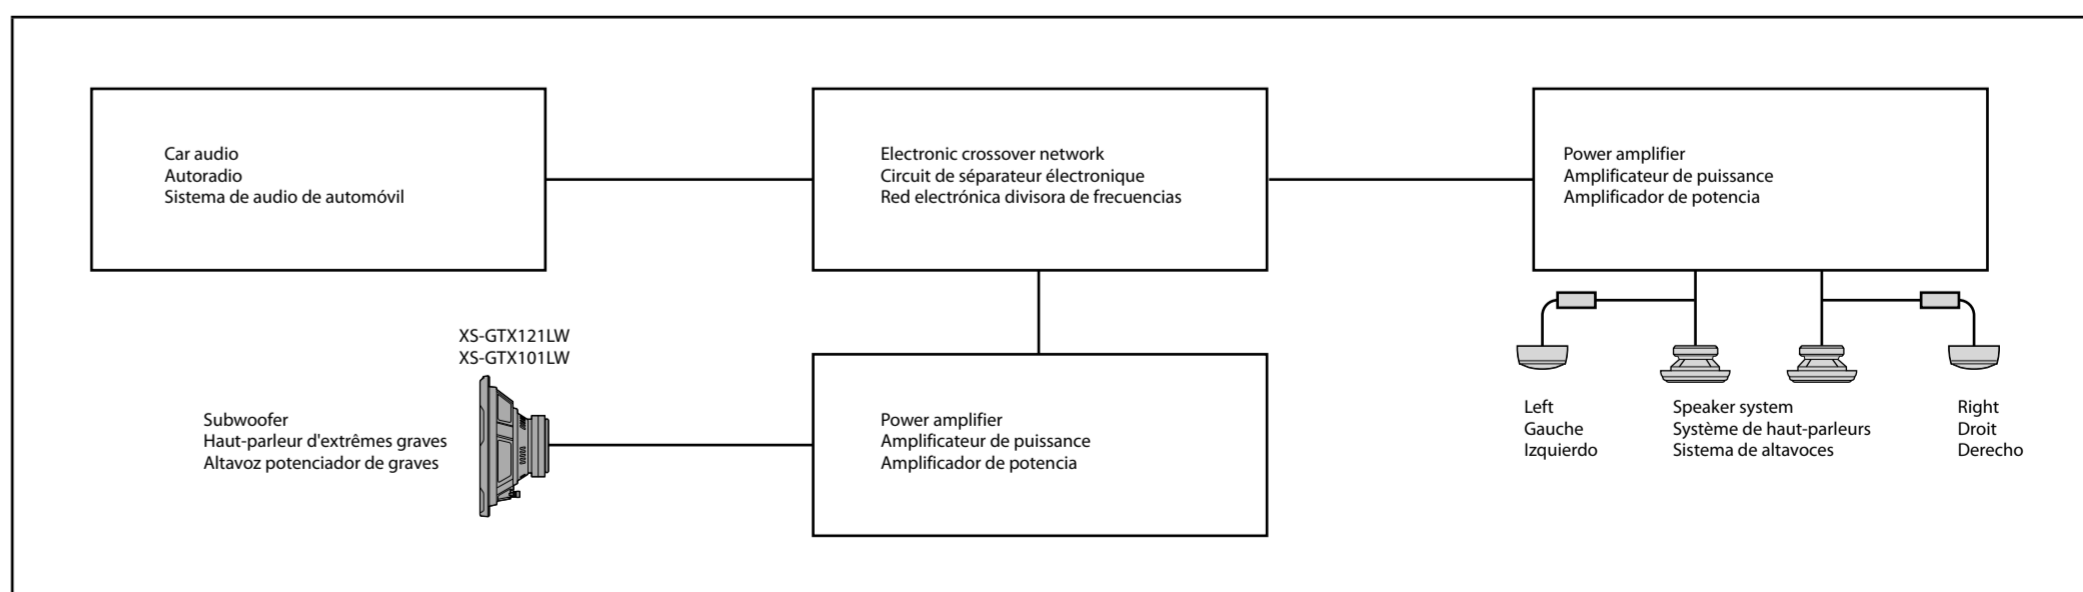 Car audio
Autoradio
Sistema de audio de automóvil
Electronic crossover network
Circuit de séparateur électronique
Red electrónica divisora de frecuencias
Power amplifier
Amplificateur de puissance
Amplificador de potencia
XS-GTX121LW
XS-GTX101LW
Subwoofer
Haut-parleur d'extrêmes graves
Altavoz potenciador de graves
Power amplifier
Amplificateur de puissance
Amplificador de potencia
Left
Gauche
Izquierdo
Speaker system
Système de haut-parleurs
Sistema de altavoces
Right
Droit
Derecho